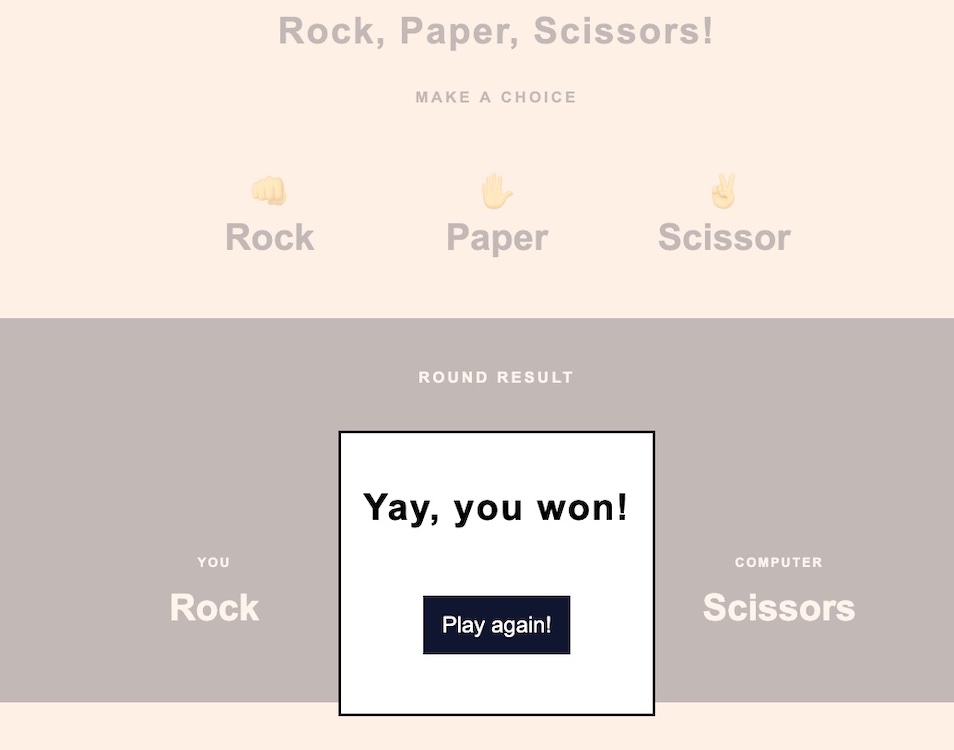 Rock, Paper, Scissors!
MAKE A CHOICE
Rock
Paper
Scissor
ROUND RESULT
Yay, you won!
YOU
Rock
Play again!
COMPUTER
Scissors